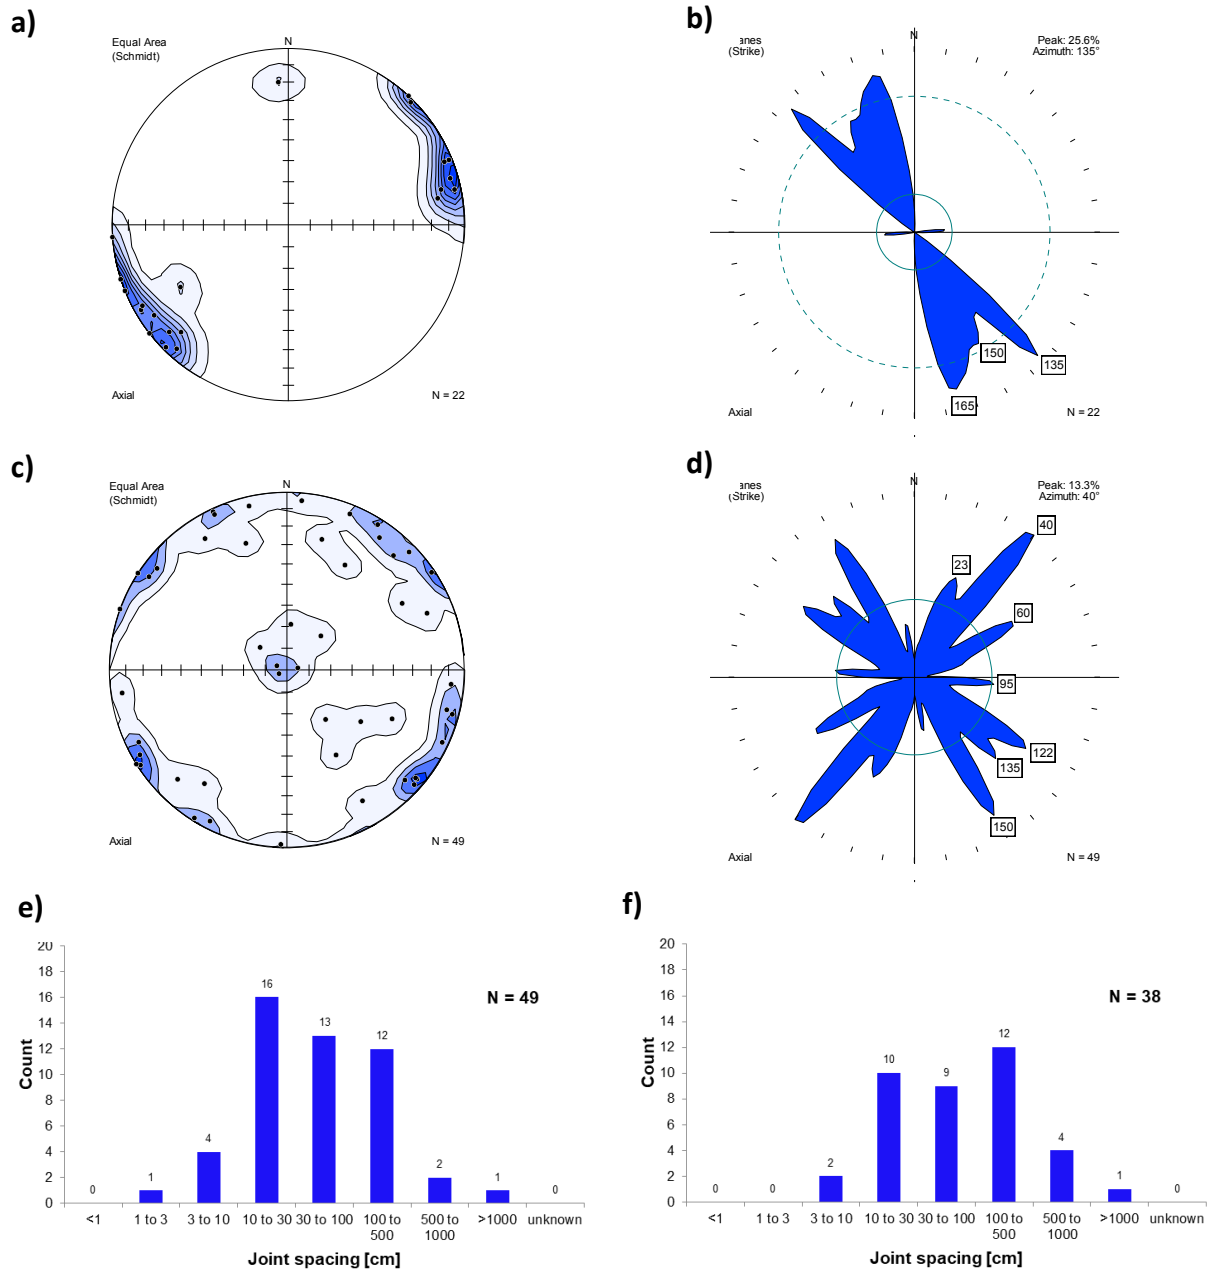 a)
Equal Area
(Schmidt)
N
Axial
N = 22
b)
anes
(Strike)
N
Peak: 25.6%
Azimuth: 135°
150
135
165
Axial
N = 22
c)
Equal Area
(Schmidt)
N
Axial
N = 49
d)
anes
(Strike)
N
Peak: 13.3%
Azimuth: 40°
40
23
60
95
122
135
150
Axial
N = 49
e)
20
18
16
14
12
10
8
6
4
2
0
Count
0
1
4
16
13
12
2
1
0
N = 49
<1
1 to 3
3 to 10
10 to 30
30 to 100
100 to
500
500 to
1000
>1000
unknown
Joint spacing [cm]
f)
20
18
16
14
12
10
8
6
4
2
0
Count
0
0
2
10
9
12
4
1
0
N = 38
<1
1 to 3
3 to 10
10 to 30
30 to 100
100 to
500
500 to
1000
>1000
unknown
Joint spacing [cm]